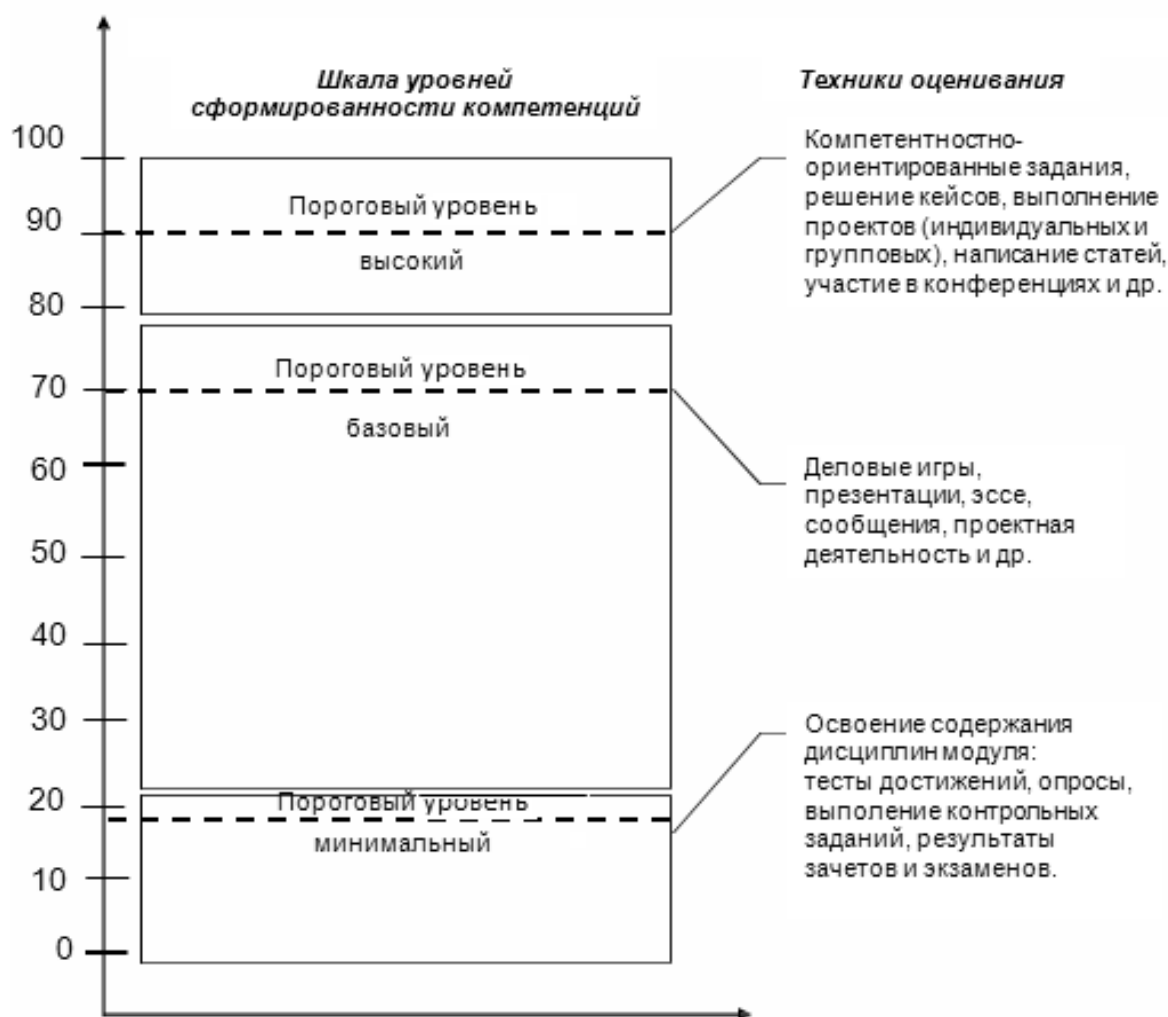 Шкала уровней
сформированности компетенций
Техники оценивания
100
90
80
70
60
50
40
30
20
10
0
Пороговый уровень
высокий
Пороговый уровень
базовый
Пороговый уровень
минимальный
Компетентностно-
ориентированные задания,
решение кейсов, выполнение
проектов (индивидуальных и
групповых), написание статей,
участие в конференциях и др.
Деловые игры,
презентации, эссе,
сообщения, проектная
деятельность и др.
Освоение содержания
дисциплин модуля:
тесты достижений, опросы,
выполение контрольных
заданий, результаты
зачетов и экзаменов.